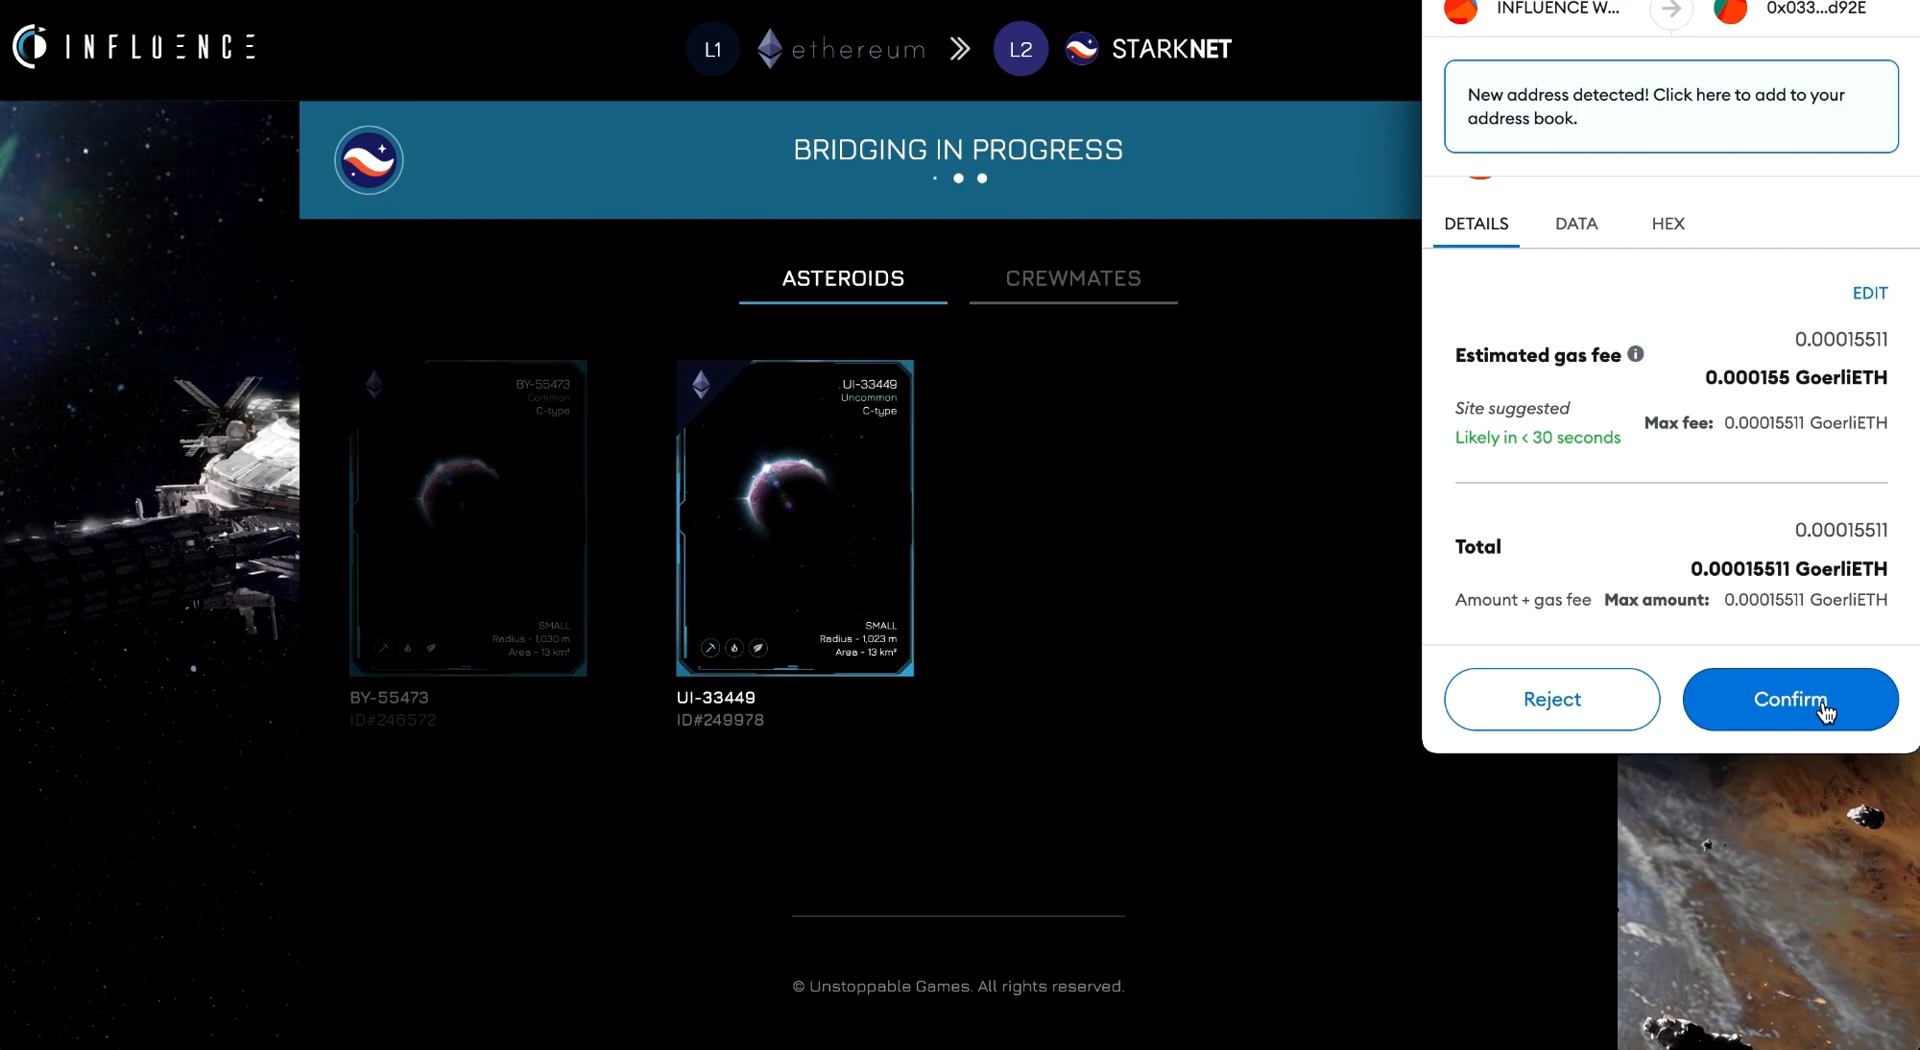 INFLUENCE
L1 ethereum L2 STARKNET
BRIDGING IN PROGRESS
ASTEROIDS CREWMATES
BY-55473
Common
C-type
SMALL
Radius - 1,030 m
Area - 13 km²
BY-55473
ID#246572
UI-33449
Uncommon
C-type
SMALL
Radius - 1,023 m
Area - 13 km²
UI-33449
ID#249978
© Unstoppable Games. All rights reserved.
INFLUENCE W... 0x033...d92E
New address detected! Click here to add to your
address book.
DETAILS DATA HEX
EDIT
0.00015511
Estimated gas fee
0.000155 GoerliETH
Site suggested
Max fee: 0.00015511 GoerliETH
Likely in < 30 seconds
0.00015511
Total
0.00015511 GoerliETH
Amount + gas fee Max amount: 0.00015511 GoerliETH
Reject Confirm